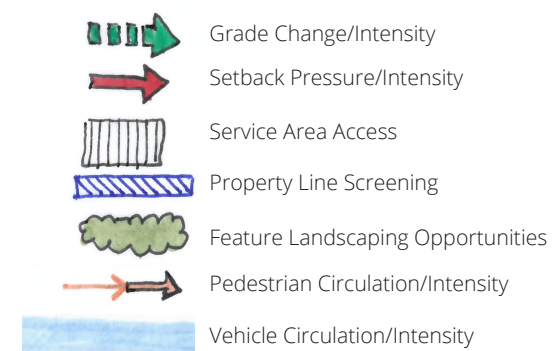 Grade Change/Intensity
Setback Pressure/Intensity
Service Area Access
Property Line Screening
Feature Landscaping Opportunities
Pedestrian Circulation/Intensity
Vehicle Circulation/Intensity